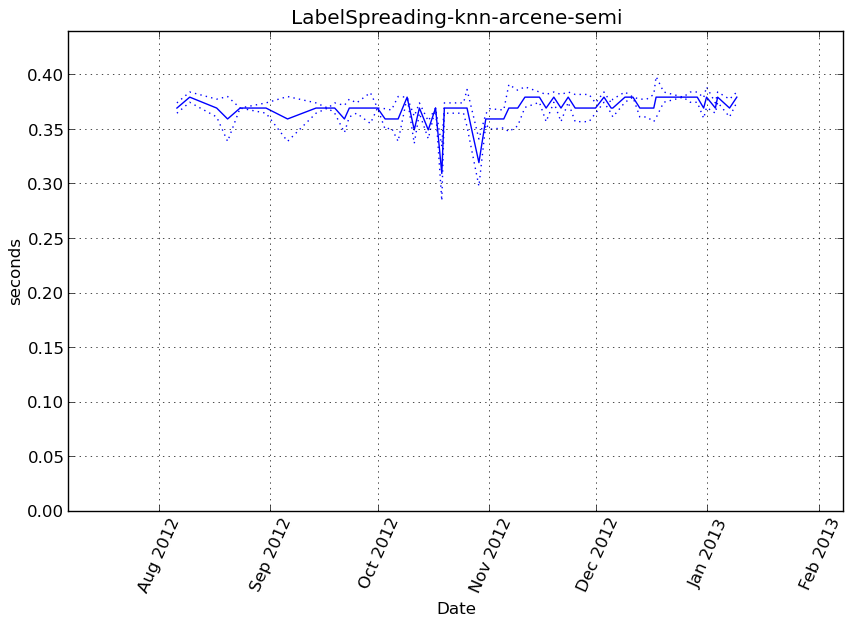 LabelSpreading-knn-arcene-semi
0.40
0.35
0.30
0.25
0.20
0.15
0.10
0.05
0.00
seconds
Aug 2012
Sep 2012
Oct 2012
Nov 2012
Dec 2012
Jan 2013
Feb 2013
Date